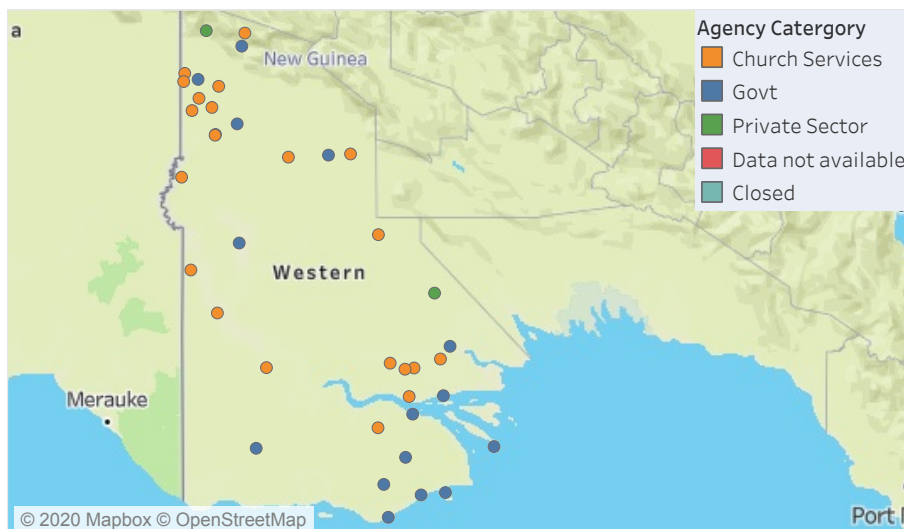 a
Agency Catergory
Church Services
Govt
Private Sector
Data not available
Closed
New Guinea
Western
Merauke
Port
© 2020 Mapbox © OpenStreetMap